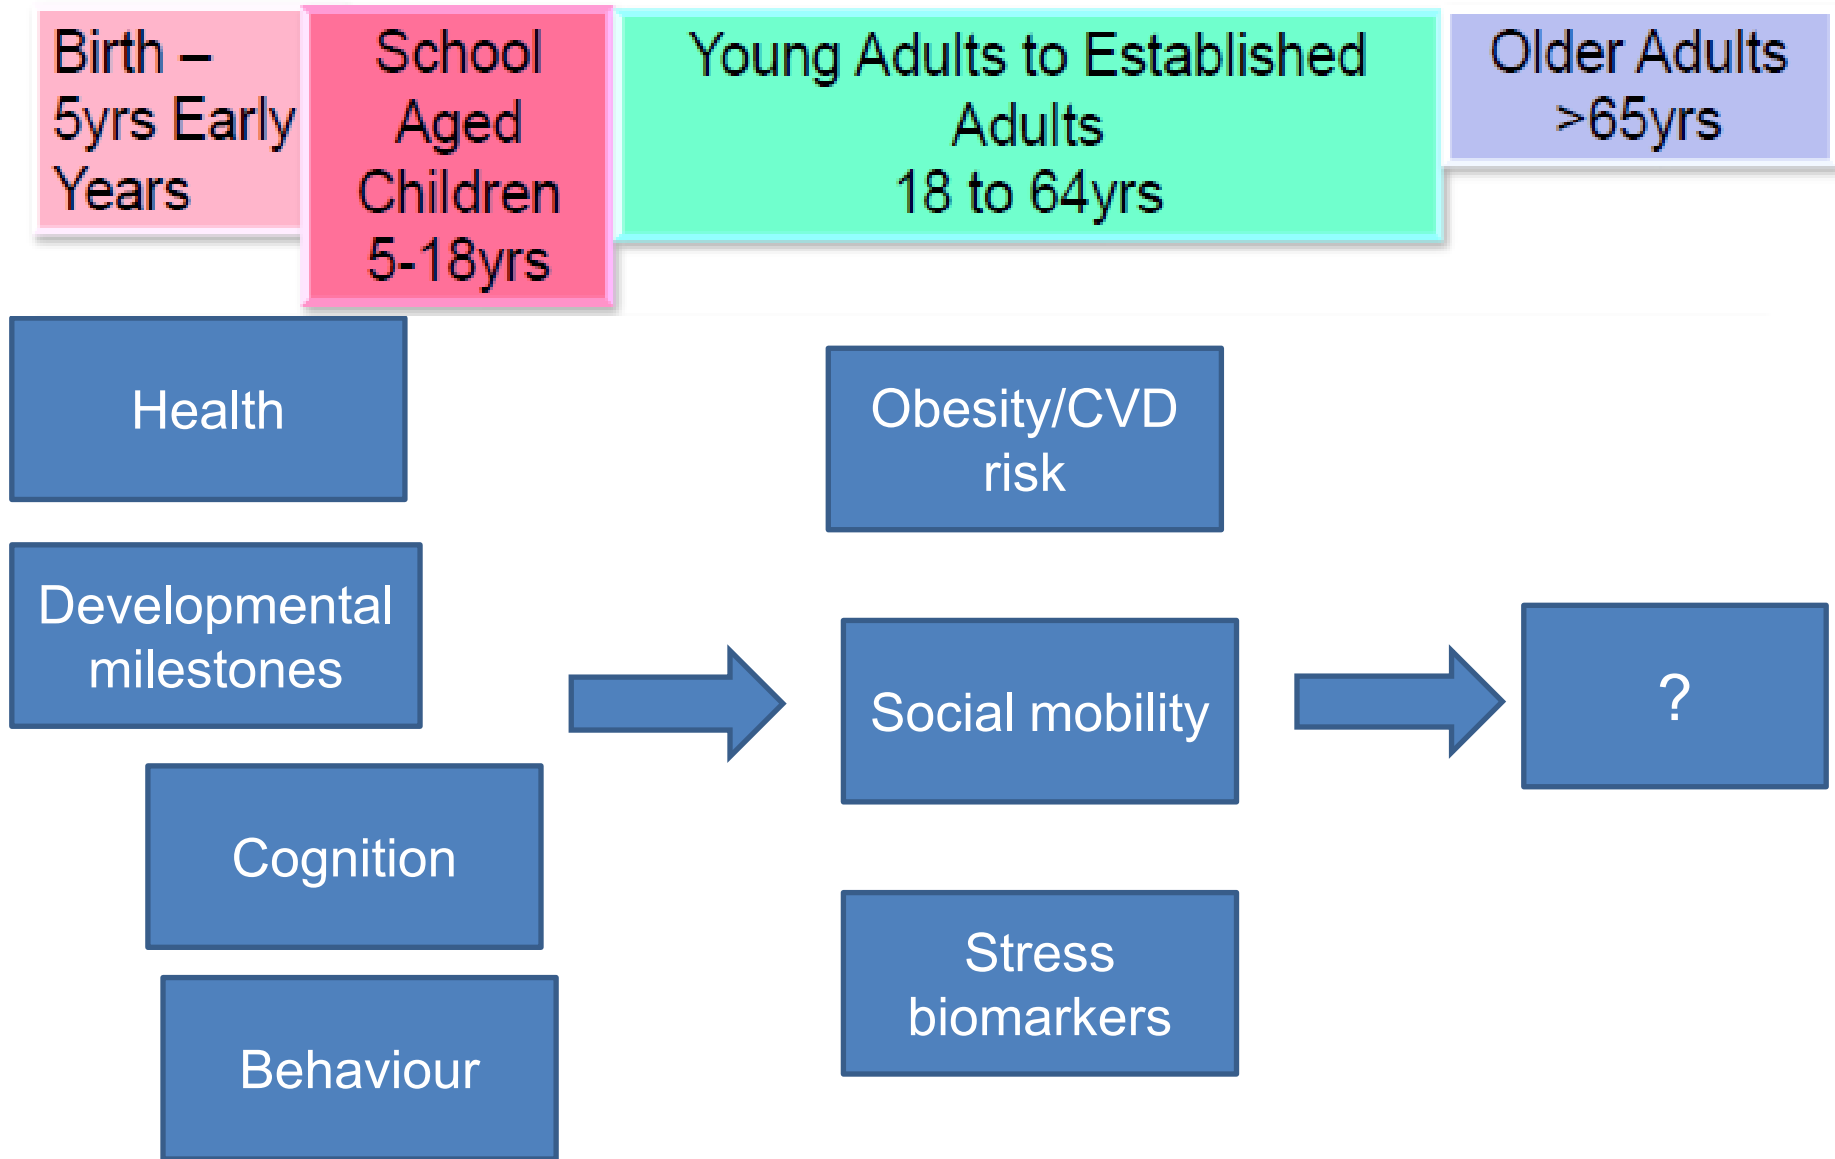 Birth –
5yrs Early
Years
School
Aged
Children
5-18yrs
Young Adults to Established
Adults
18 to 64yrs
Older Adults
>65yrs
Health
Developmental
milestones
Cognition
Behaviour
Obesity/CVD
risk
Social mobility
Stress
biomarkers
?